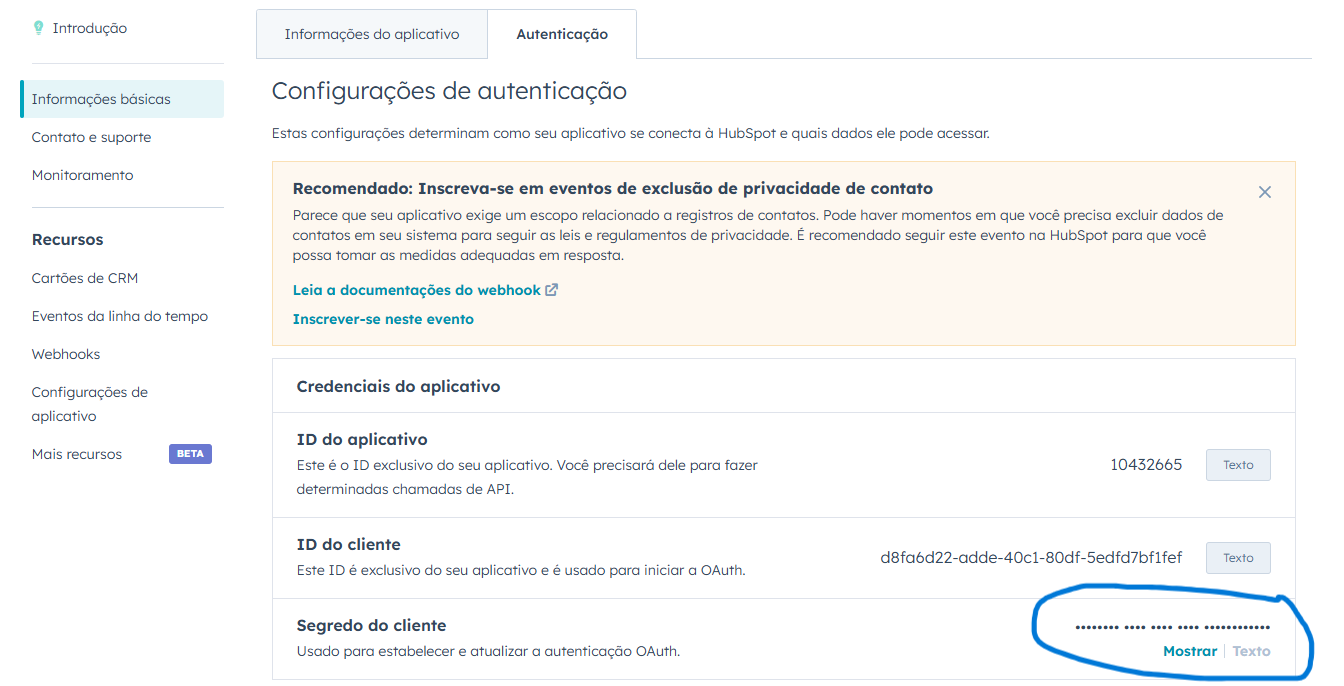 Introdução
Informações básicas
Contato e suporte
Monitoramento
Recursos
Cartões de CRM
Eventos da linha do tempo
Webhooks
Configurações de
aplicativo
Mais recursos BETA
Informações do aplicativo Autenticação
Configurações de autenticação
Estas configurações determinam como seu aplicativo se conecta à HubSpot e quais dados ele pode acessar.
Recomendado: Inscreva-se em eventos de exclusão de privacidade de contato
Parece que seu aplicativo exige um escopo relacionado a registros de contatos. Pode haver momentos em que você precisa excluir dados de
contatos em seu sistema para seguir as leis e regulamentos de privacidade. É recomendado seguir este evento na HubSpot para que você
possa tomar as medidas adequadas em resposta.
Leia a documentações do webhook
Inscrever-se neste evento
Credenciais do aplicativo
ID do aplicativo
Este é o ID exclusivo do seu aplicativo. Você precisará dele para fazer
determinadas chamadas de API.
10432665 Texto
ID do cliente
Este ID é exclusivo do seu aplicativo e é usado para iniciar a OAuth.
d8fa6d22-adde-40c1-80df-5edfd7bf1fef Texto
Segredo do cliente
Usado para estabelecer e atualizar a autenticação OAuth.
•••••••• •••• •••• •••• ••••••••••••
Mostrar | Texto